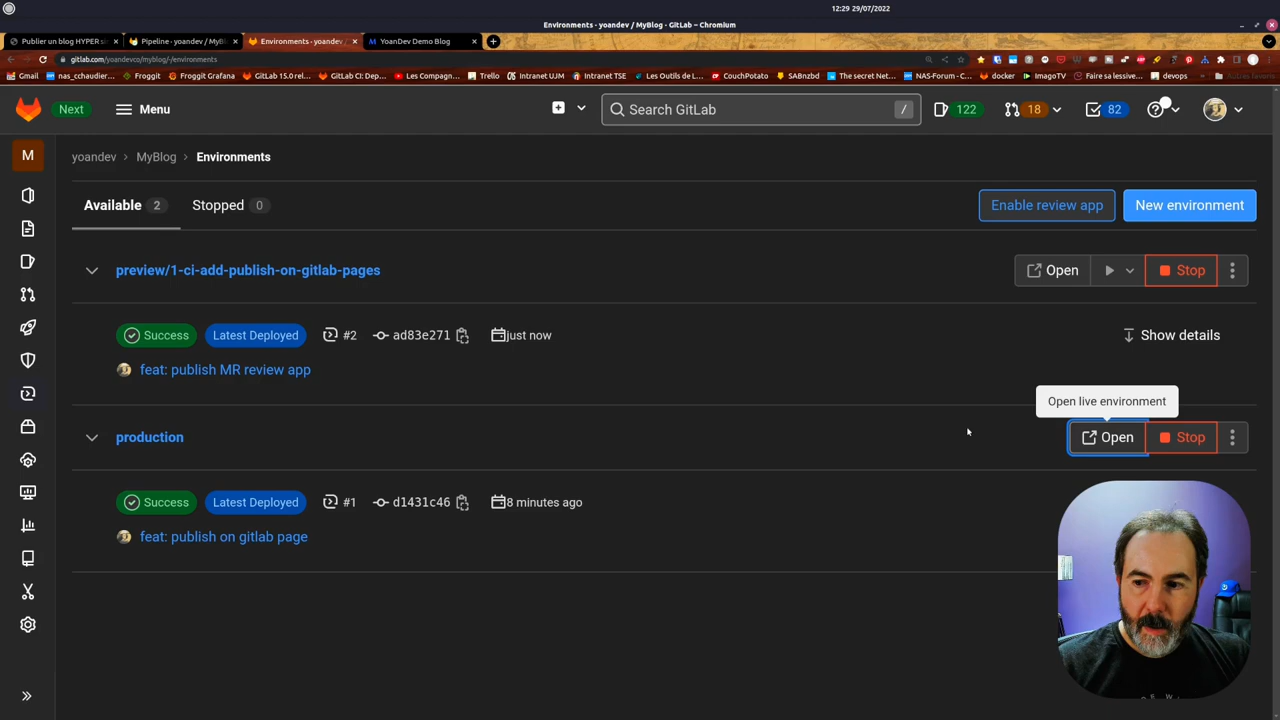 12:29 29/07/2022
Environments · yoandev / MyBlog · GitLab – Chromium
Publier un blog HYPER sim
Pipeline · yoandev / MyBl
Environments · yoandev
YoanDev Demo Blog
gitlab.com/yoandevco/myblog/-/environments
Gmail
nas_cchaudier...
Froggit
Froggit Grafana
GitLab 15.0 rel...
GitLab CI: Dep...
Les Compagn...
Trello
Intranet UJM
Intranet TSE
Les Outils de L...
CouchPotato
SABnzbd
The secret Net...
NAS-Forum - C...
docker
ImagoTV
Faire sa lessive...
devops
Autres favoris
Next
Menu
Search GitLab
/
122
18
82
M
yoandev
MyBlog
Environments
Available 2
Stopped 0
Enable review app
New environment
preview/1-ci-add-publish-on-gitlab-pages
Open
Stop
Success
Latest Deployed
#2
ad83e271
just now
Show details
feat: publish MR review app
Open live environment
production
Open
Stop
Success
Latest Deployed
#1
d1431c46
8 minutes ago
feat: publish on gitlab page